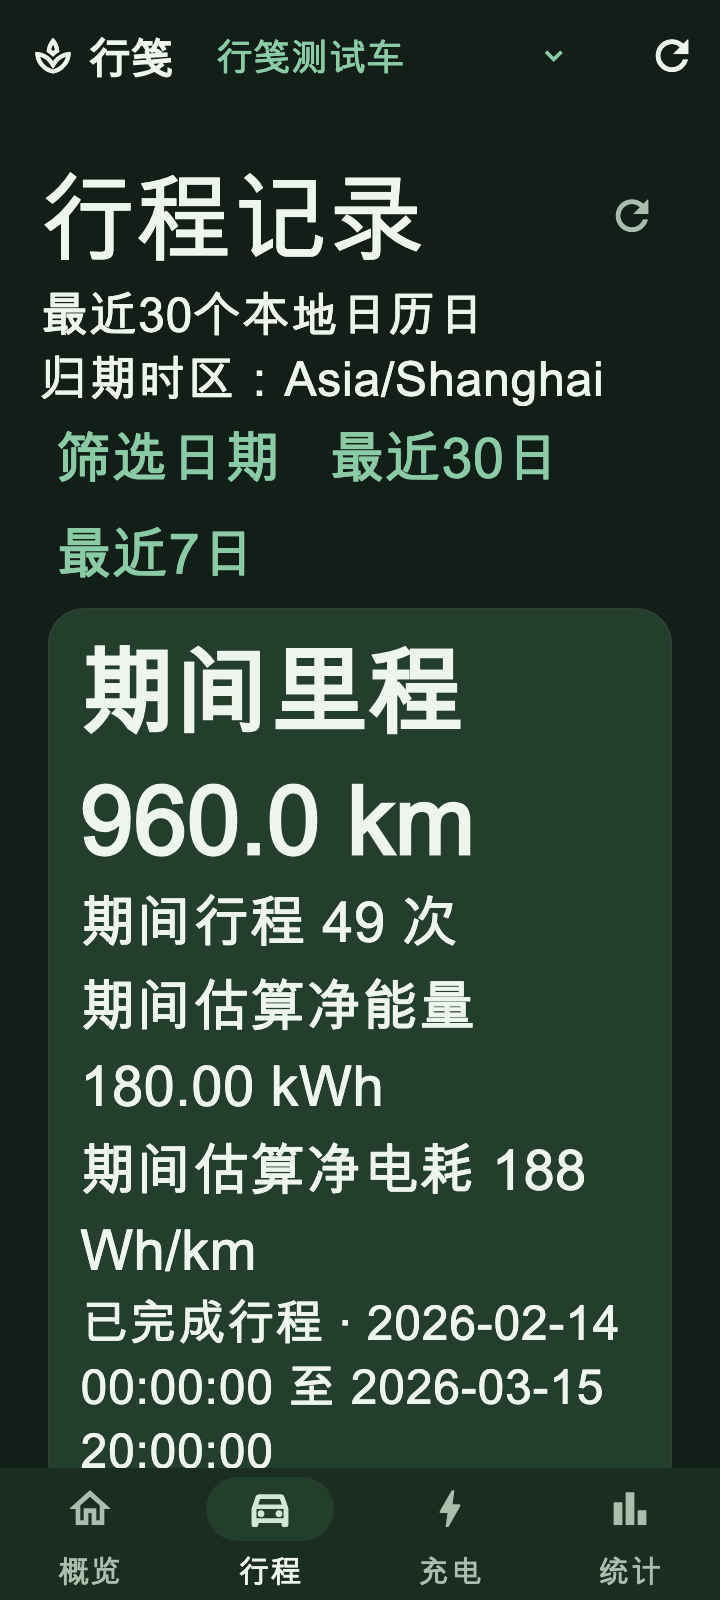 行笺 行笺测试车
行程记录
最近30个本地日历日
归期时区：Asia/Shanghai
筛选日期 最近30日
最近7日
期间里程
960.0 km
期间行程 49 次
期间估算净能量
180.00 kWh
期间估算净电耗 188
Wh/km
已完成行程 · 2026-02-14
00:00:00 至 2026-03-15
20:00:00
概览 行程 充电 统计